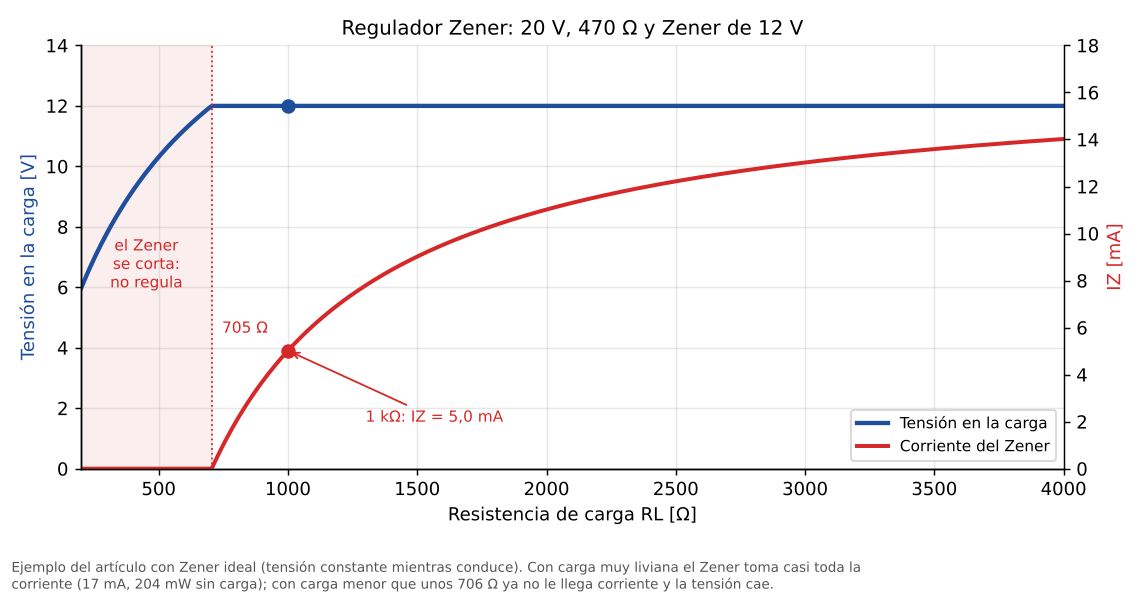 Regulador Zener: 20 V, 470 Ω y Zener de 12 V
Tensión en la carga [V]
14
12
10
8
6
4
2
0
18
16
14
12
10
8
6
4
2
0
IZ [mA]
el Zener
se corta:
no regula
705 Ω
1 kΩ: IZ = 5,0 mA
Tensión en la carga
Corriente del Zener
500
1000
1500
2000
2500
3000
3500
4000
Resistencia de carga RL [Ω]
Ejemplo del artículo con Zener ideal (tensión constante mientras conduce). Con carga muy liviana el Zener toma casi toda la
corriente (17 mA, 204 mW sin carga); con carga menor que unos 706 Ω ya no le llega corriente y la tensión cae.